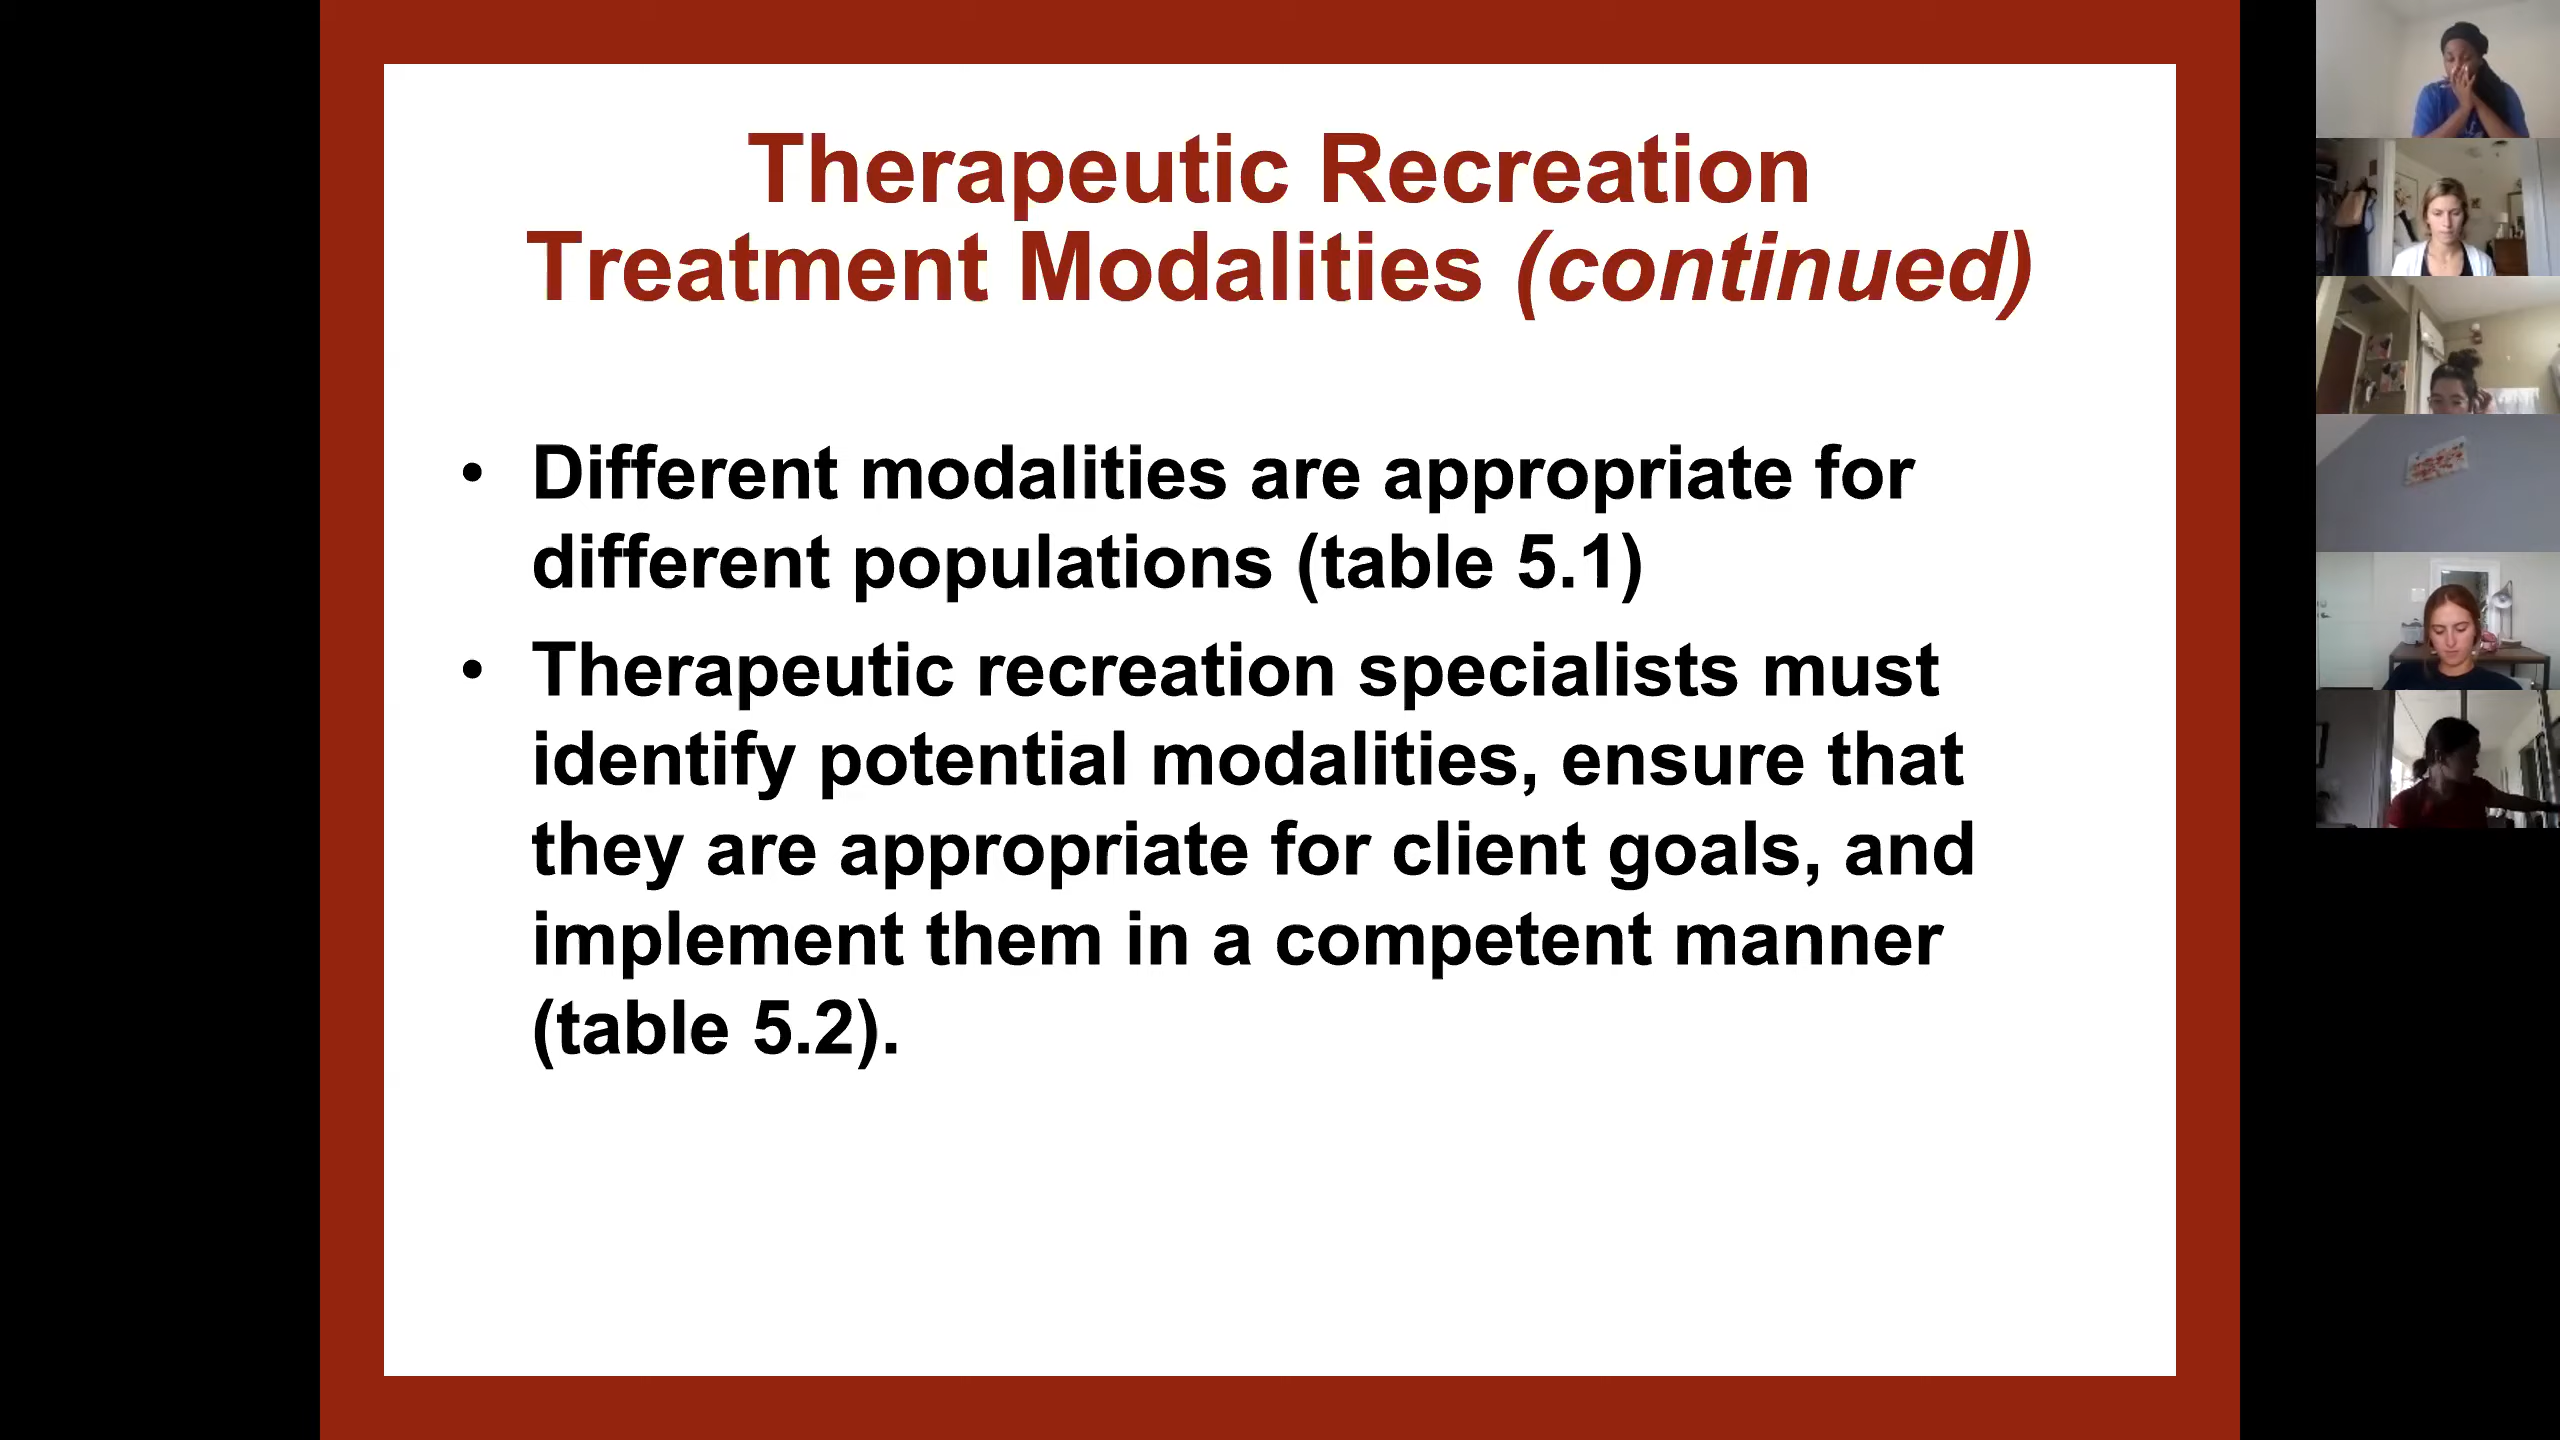 Therapeutic Recreation
Treatment Modalities (continued)
• Different modalities are appropriate for
different populations (table 5.1)
• Therapeutic recreation specialists must
identify potential modalities, ensure that
they are appropriate for client goals, and
implement them in a competent manner
(table 5.2).